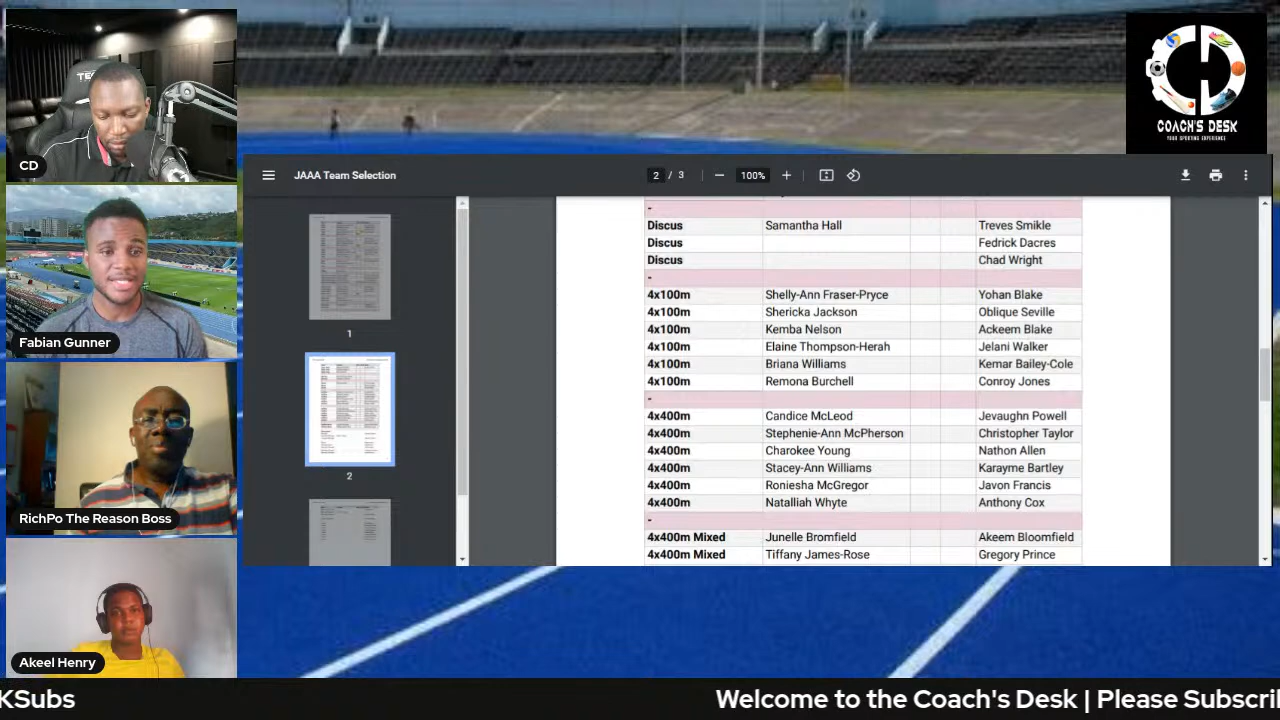 TE
CD
Fabian Gunner
RichPo The Reason Boss
Akeel Henry
CD
COACH'S DESK
YOUR SPORTING EXPERIENCE
JAAA Team Selection
2 / 3
100%
1
2
-
Discus Samantha Hall Treves Smikle
Discus Fedrick Dacres
Discus Chad Wright
-
4x100m Shelly-Ann Fraser-Pryce Yohan Blake
4x100m Shericka Jackson Oblique Seville
4x100m Kemba Nelson Ackeem Blake
4x100m Elaine Thompson-Herah Jelani Walker
4x100m Briana Williams Kemar Bailey-Cole
4x100m Remona Burchell Conroy Jones
-
4x400m Candice McLeod Jevaughn Powell
4x400m Stephenie-Ann McPherson Christopher Taylor
4x400m Charokee Young Nathon Allen
4x400m Stacey-Ann Williams Karayme Bartley
4x400m Roniesha McGregor Javon Francis
4x400m Natalliah Whyte Anthony Cox
-
4x400m Mixed Junelle Bromfield Akeem Bloomfield
4x400m Mixed Tiffany James-Rose Gregory Prince
KSubs Welcome to the Coach's Desk | Please Subscri